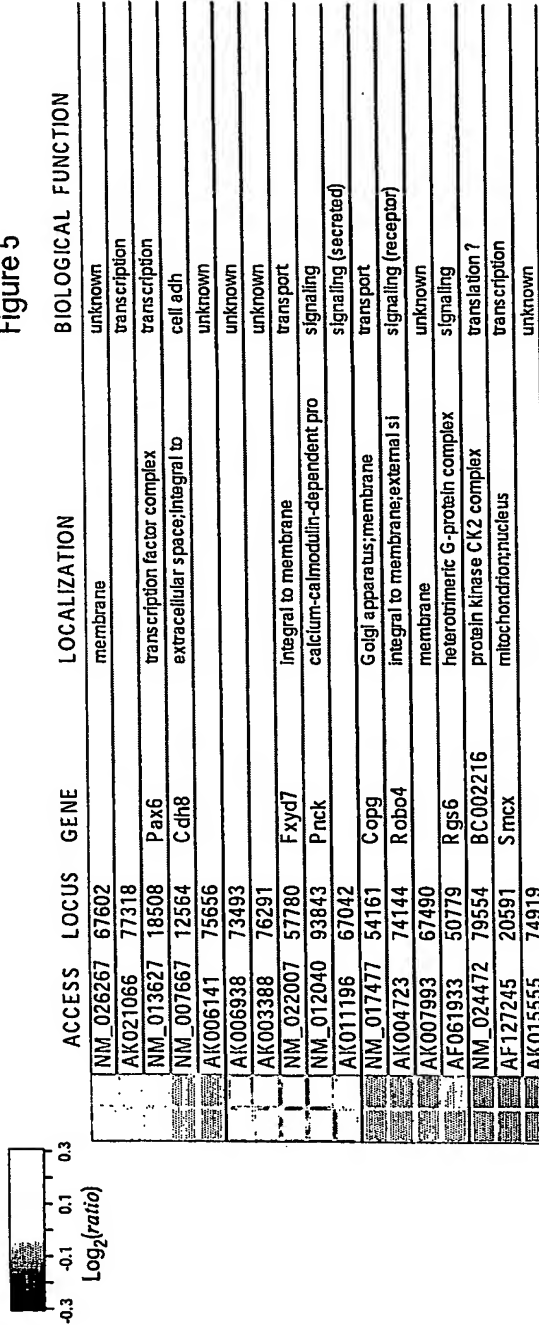 Figure 5
-0.3 -0.1 0.1 0.3
Log2(ratio)
ACCESS LOCUS GENE LOCALIZATION BIOLOGICAL FUNCTION
NM_026267 67602 membrane unknown
AK021066 77318 transcription
NM_013627 18508 Pax6 transcription factor complex transcription
NM_007667 12564 Cdh8 extracellular space;Integral to cell adh
AK006141 75656 unknown
AK006938 73493 unknown
AK003388 76291 unknown
NM_022007 57780 Fxyd7 Integral to membrane transport
NM_012040 93843 Pnck calcium-calmodulin-dependent pro signaling
AK011196 67042 signaling (secreted)
NM_017477 54161 Copg Golgi apparatus;membrane transport
AK004723 74144 Robo4 integral to membrane;external si signaling (receptor)
AK007993 67490 membrane unknown
AF061933 50779 Rgs6 heterotrimeric G-protein complex signaling
NM_024472 79554 BC002216 protein kinase CK2 complex translation ?
AF127245 20591 Smcx mitochondrion;nucleus transcription
AK015555 74919 unknown